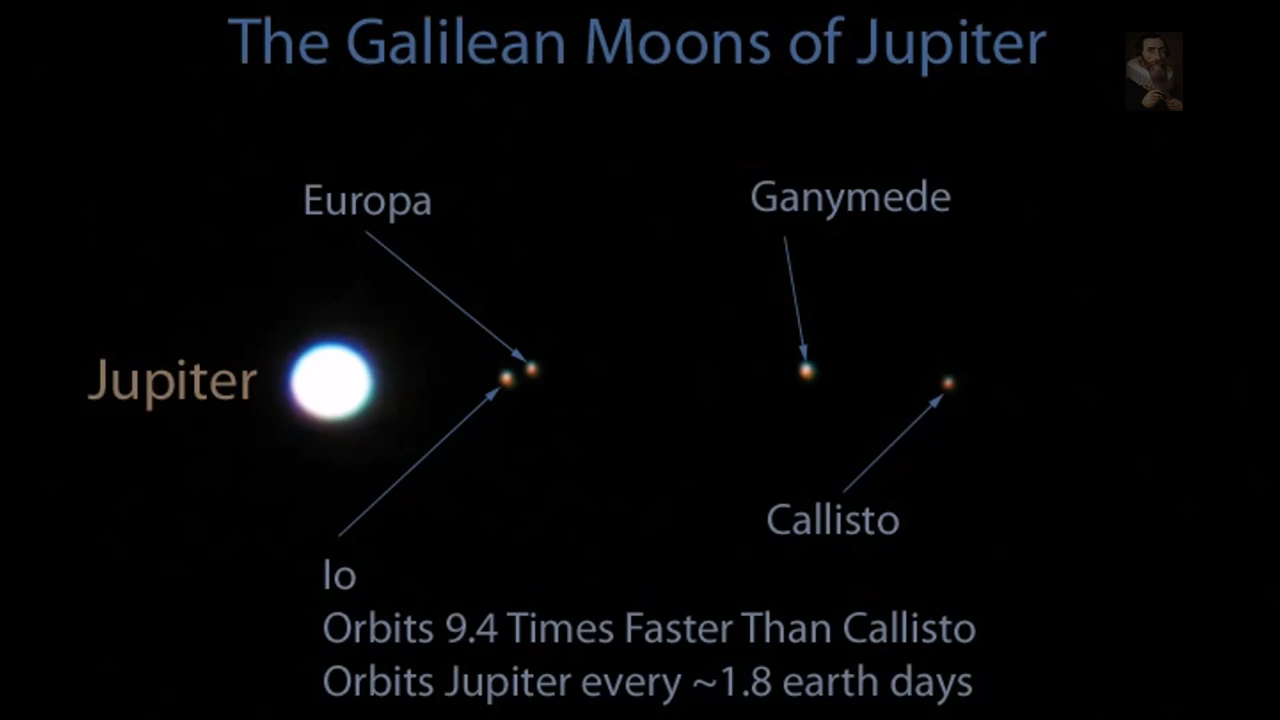 The Galilean Moons of Jupiter
Europa
Ganymede
Jupiter
Callisto
Io
Orbits 9.4 Times Faster Than Callisto
Orbits Jupiter every ~1.8 earth days